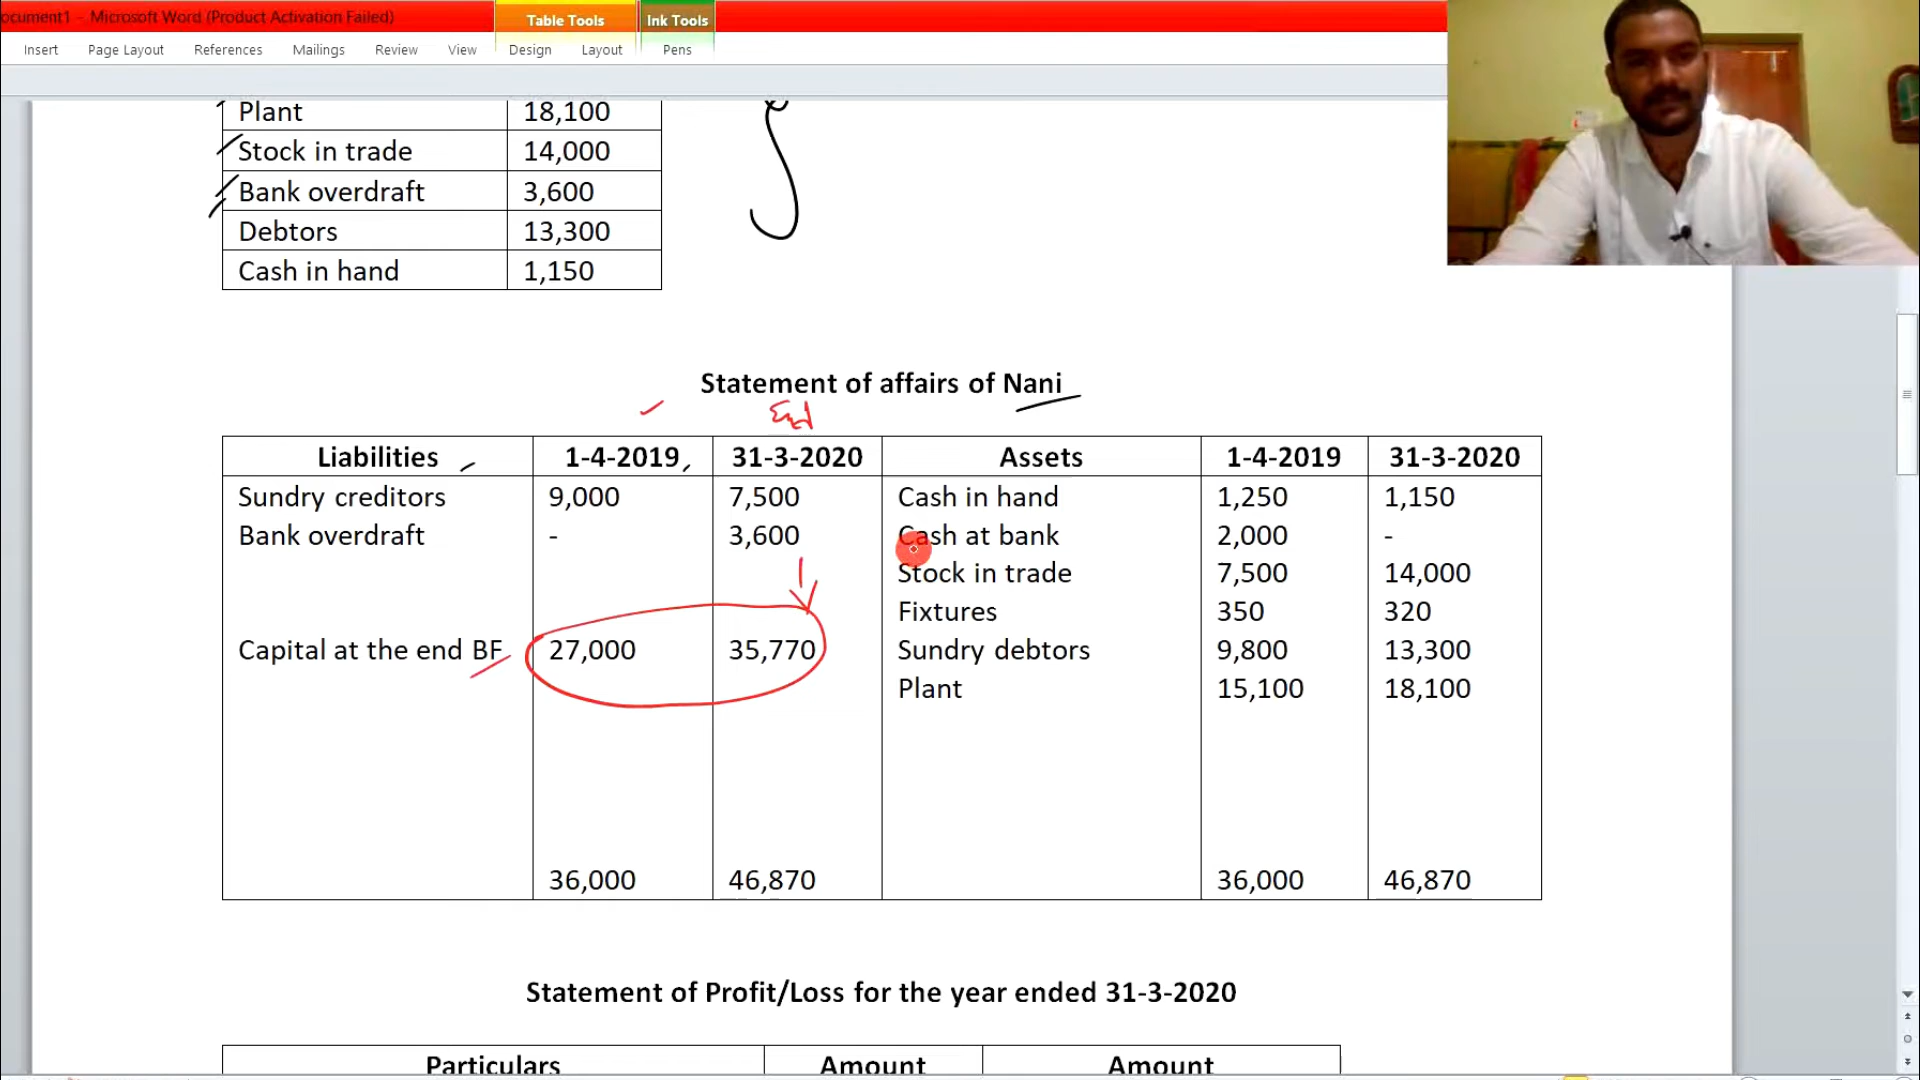 ocument1 - Microsoft Word (Product Activation Failed)
Table Tools
Ink Tools
Insert Page Layout References Mailings Review View Design Layout Pens
Plant 18,100
Stock in trade 14,000
Bank overdraft 3,600
Debtors 13,300
Cash in hand 1,150
Statement of affairs of Nani
End
Liabilities 1-4-2019 31-3-2020 Assets 1-4-2019 31-3-2020
Sundry creditors 9,000 7,500 Cash in hand 1,250 1,150
Bank overdraft - 3,600 Cash at bank 2,000 -
Stock in trade 7,500 14,000
Fixtures 350 320
Capital at the end BF 27,000 35,770 Sundry debtors 9,800 13,300
Plant 15,100 18,100
36,000 46,870 36,000 46,870
Statement of Profit/Loss for the year ended 31-3-2020
Particulars Amount Amount